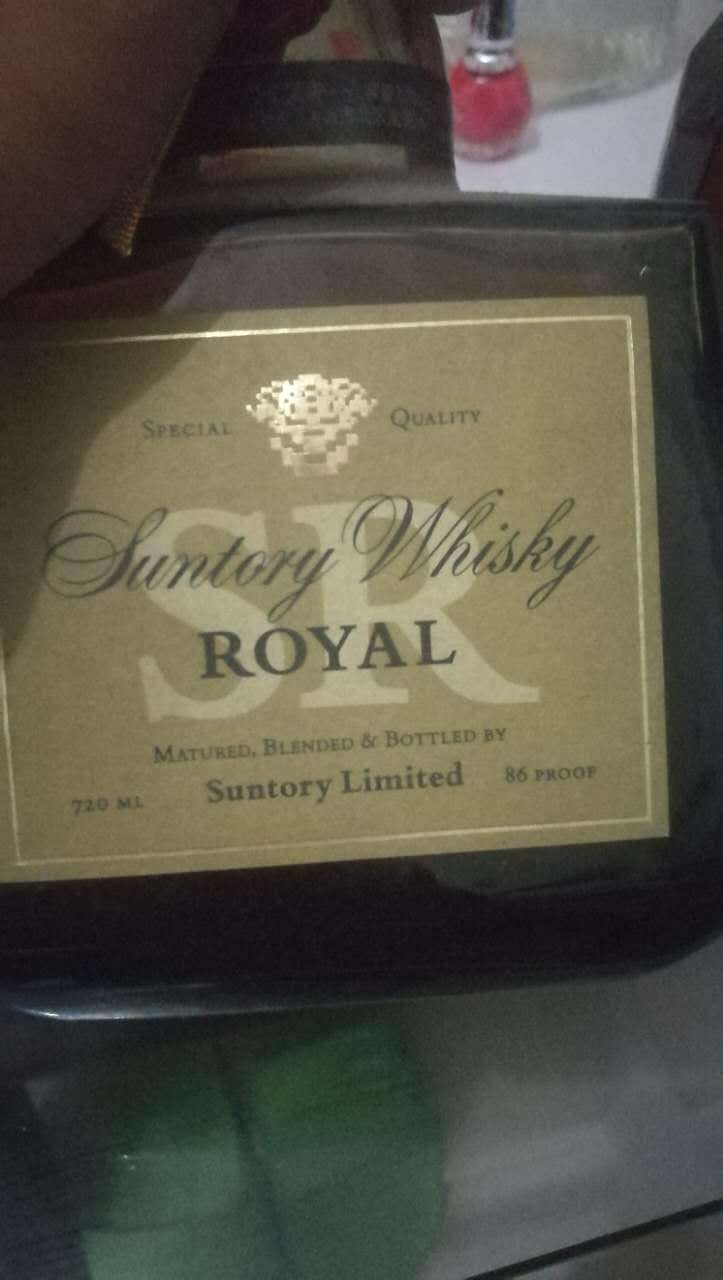 SPECIAL QUALITY
SR
Suntory Whisky
ROYAL
MATURED, BLENDED & BOTTLED BY
720 ML Suntory Limited 86 PROOF